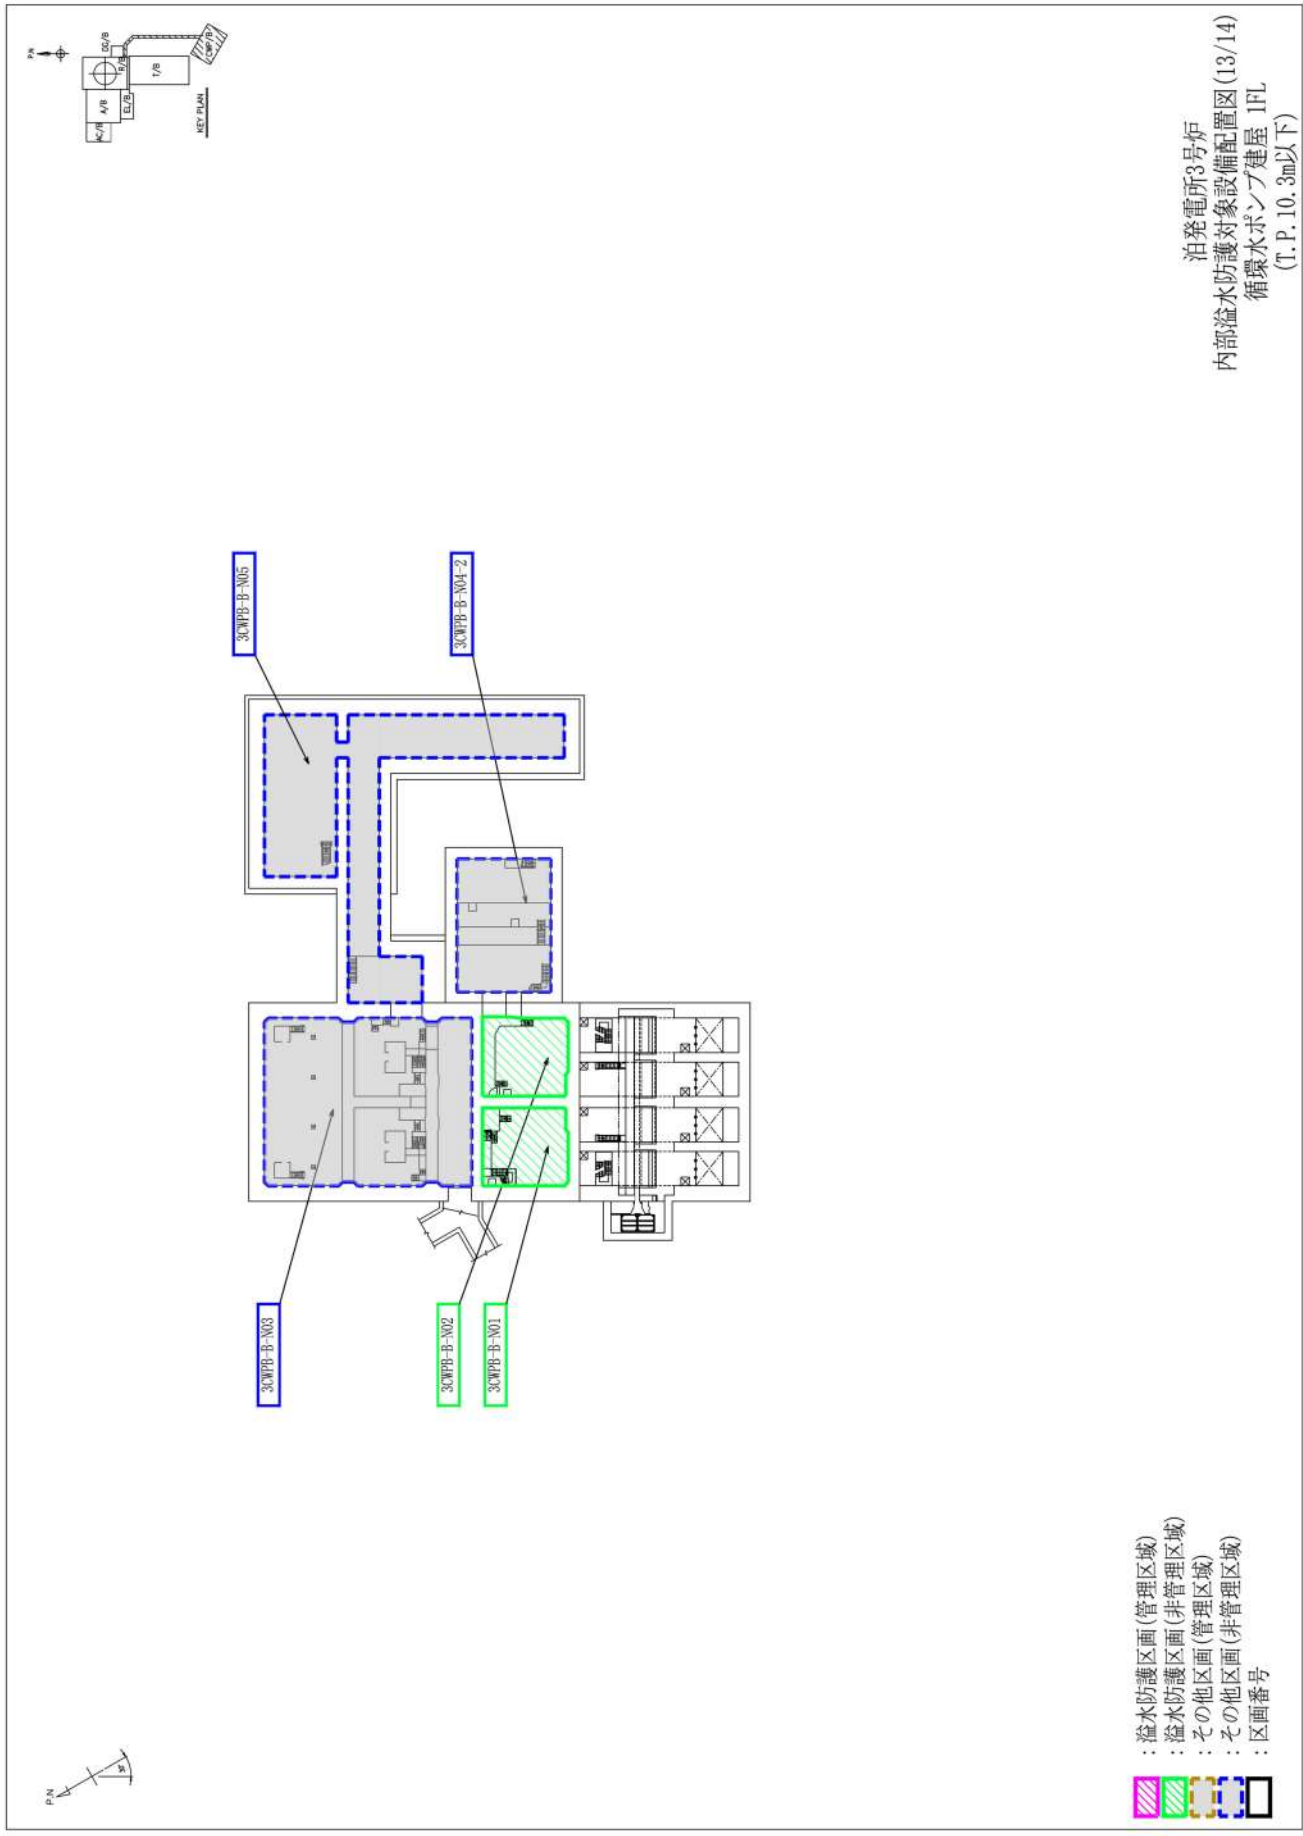 泊発電所3号炉
内部溢水防護対象設備配置図(13/14)
循環水ポンプ建屋 1FL
(T.P.10.3m以下)
P.N
AC/B
A/B
EL/B
R/B
DG/B
T/B
CWP/B
KEY PLAN
3CWPB-B-N05
3CWPB-B-N04-2
3CWPB-B-N03
3CWPB-B-N02
3CWPB-B-N01
P.N
:溢水防護区画(管理区域)
:溢水防護区画(非管理区域)
:その他区画(管理区域)
:その他区画(非管理区域)
:区画番号